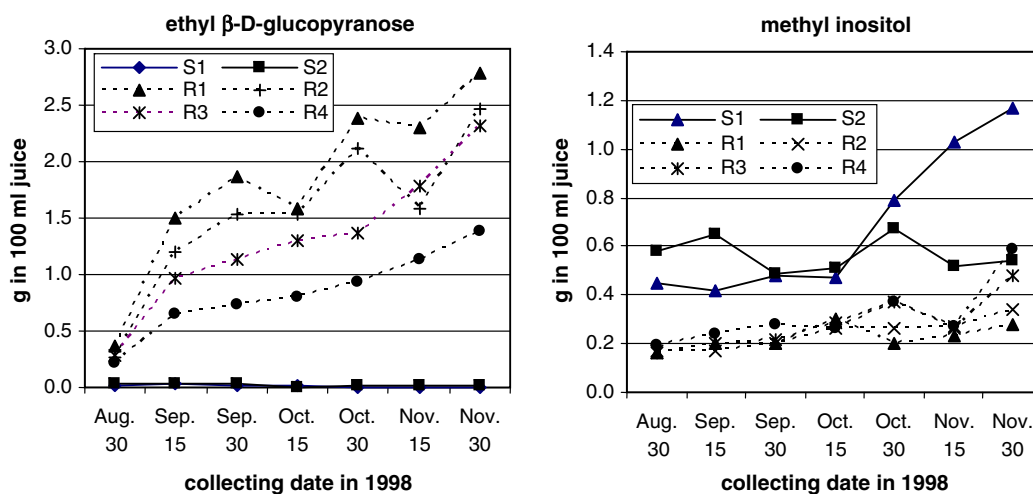 ethyl β-D-glucopyranose
g in 100 ml juice
3.0
2.5
2.0
1.5
1.0
0.5
0.0
S1 S2
R1 R2
R3 R4
Aug. Sep. Sep. Oct. Oct. Nov. Nov.
30 15 30 15 30 15 30
collecting date in 1998
methyl inositol
g in 100 ml juice
1.4
1.2
1.0
0.8
0.6
0.4
0.2
0.0
S1 S2
R1 R2
R3 R4
Aug. Sep. Sep. Oct. Oct. Nov. Nov.
30 15 30 15 30 15 30
collecting date in 1998